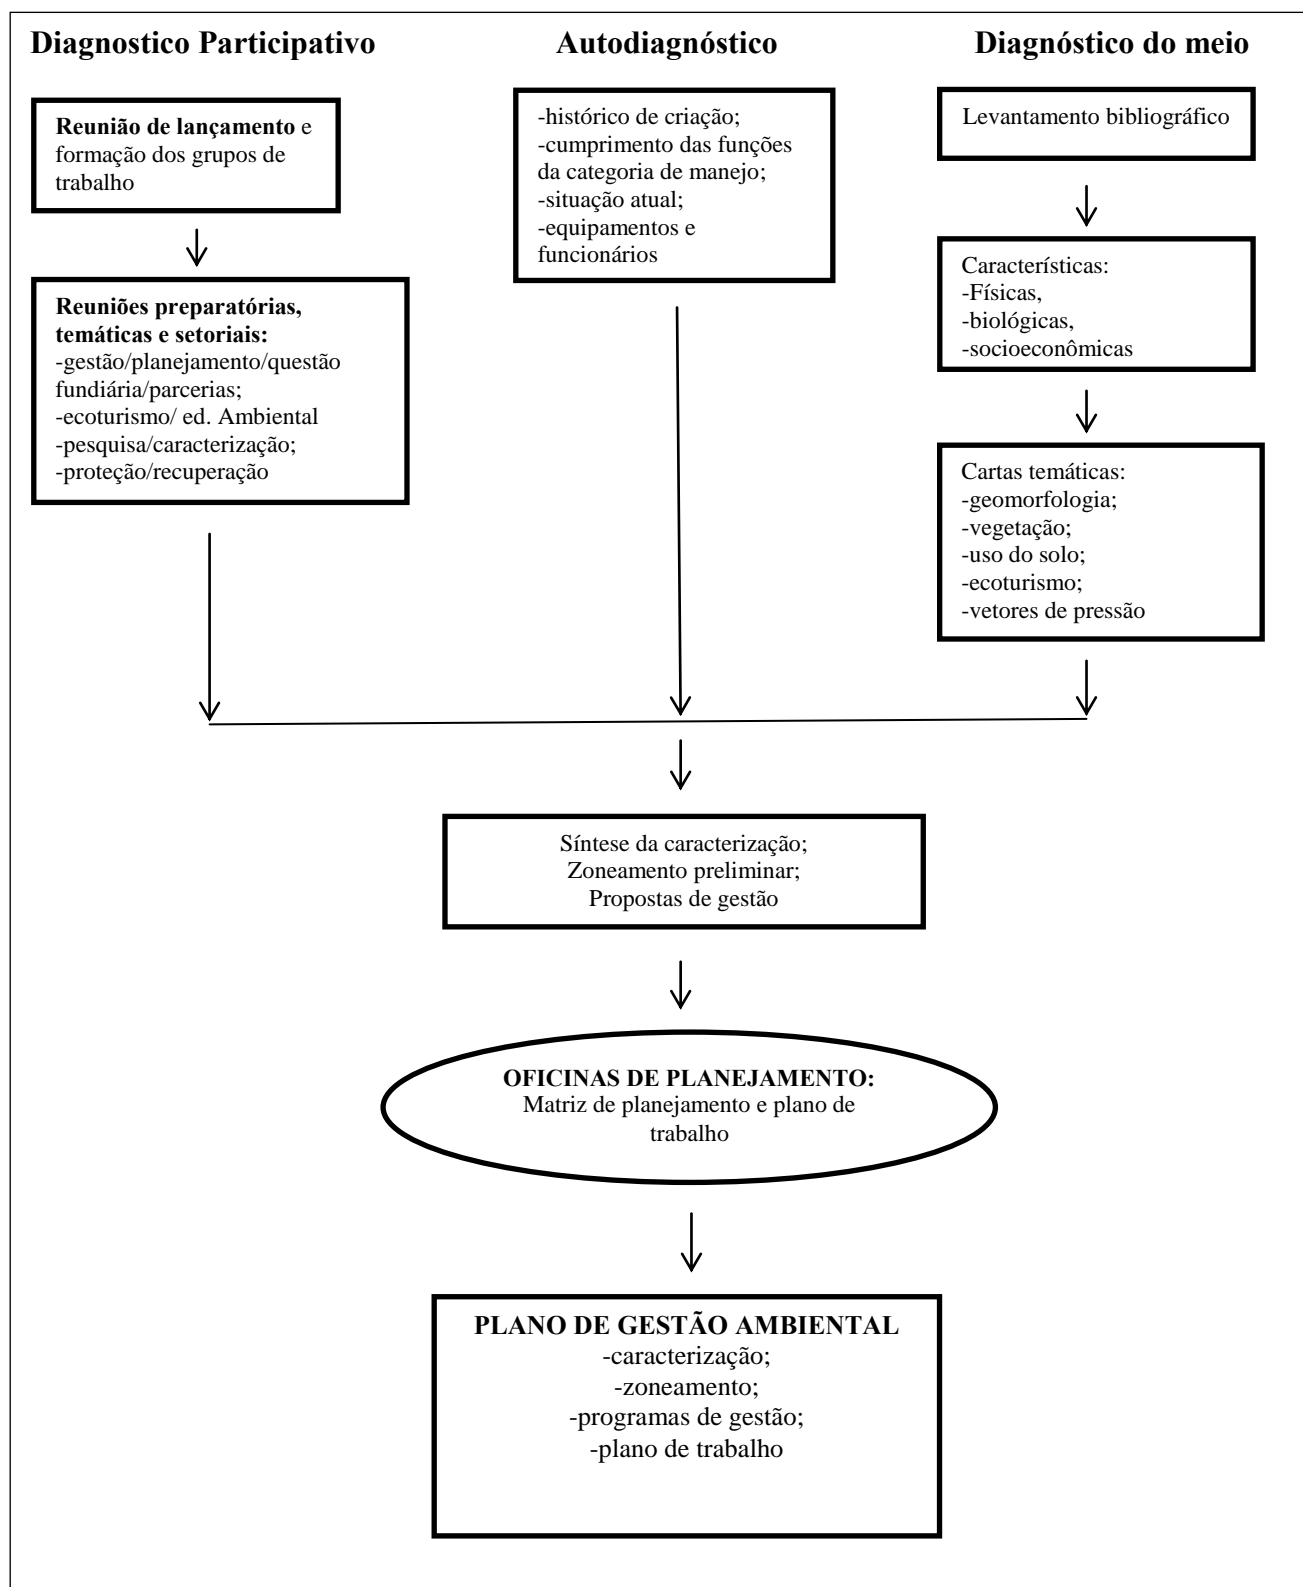 Diagnostico Participativo
Autodiagnóstico
Diagnóstico do meio
Reunião de lançamento e
formação dos grupos de
trabalho
Reuniões preparatórias,
temáticas e setoriais:
-gestão/planejamento/questão
fundiária/parcerias;
-ecoturismo/ ed. Ambiental
-pesquisa/caracterização;
-proteção/recuperação
-histórico de criação;
-cumprimento das funções
da categoria de manejo;
-situação atual;
-equipamentos e
funcionários
Levantamento bibliográfico
Características:
-Físicas,
-biológicas,
-socioeconômicas
Cartas temáticas:
-geomorfologia;
-vegetação;
-uso do solo;
-ecoturismo;
-vetores de pressão
Síntese da caracterização;
Zoneamento preliminar;
Propostas de gestão
OFICINAS DE PLANEJAMENTO:
Matriz de planejamento e plano de
trabalho
PLANO DE GESTÃO AMBIENTAL
-caracterização;
-zoneamento;
-programas de gestão;
-plano de trabalho